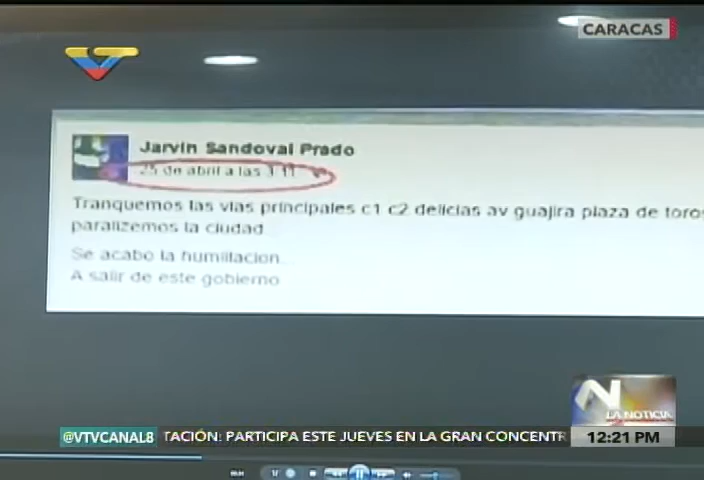 CARACAS
Jarvin Sandoval Prado
25 de abril a las 3 11
Tranquemos las vias principales c1 c2 delicias av guajira plaza de toros
paralizemos la ciudad
Se acabo la humillacion
A salir de este gobierno
LA NOTICIA
@VTVCANAL8 TACIÓN: PARTICIPA ESTE JUEVES EN LA GRAN CONCENTR 12:21 PM